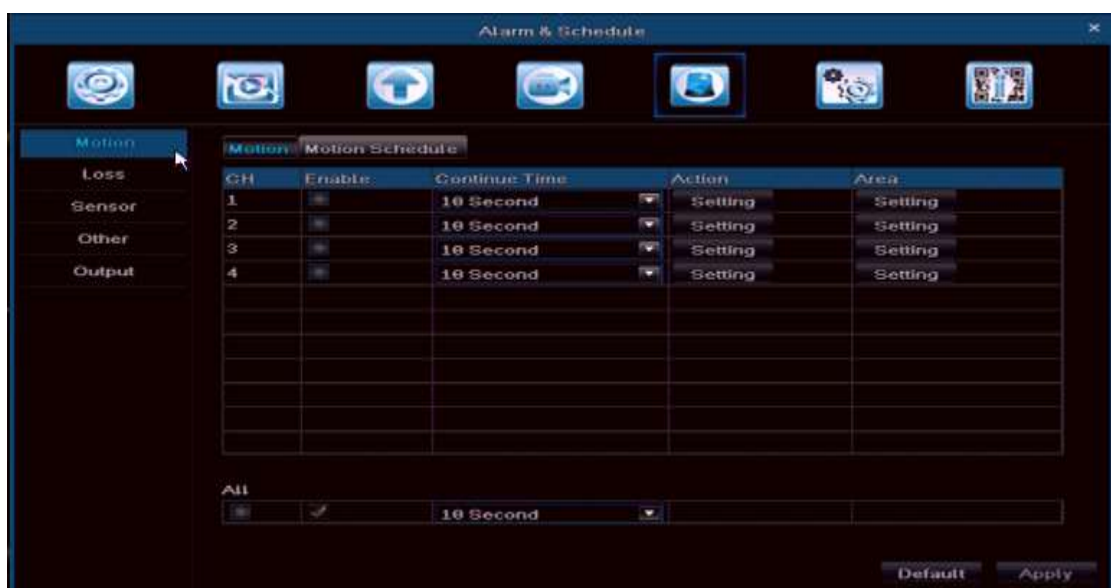 Alarm & Schedule ×
Motion
Loss
Sensor
Other
Output
Motion Motion Schedule
CH Enable Continue Time Action Area
1 10 Second Setting Setting
2 10 Second Setting Setting
3 10 Second Setting Setting
4 10 Second Setting Setting
All
10 Second
Default Apply